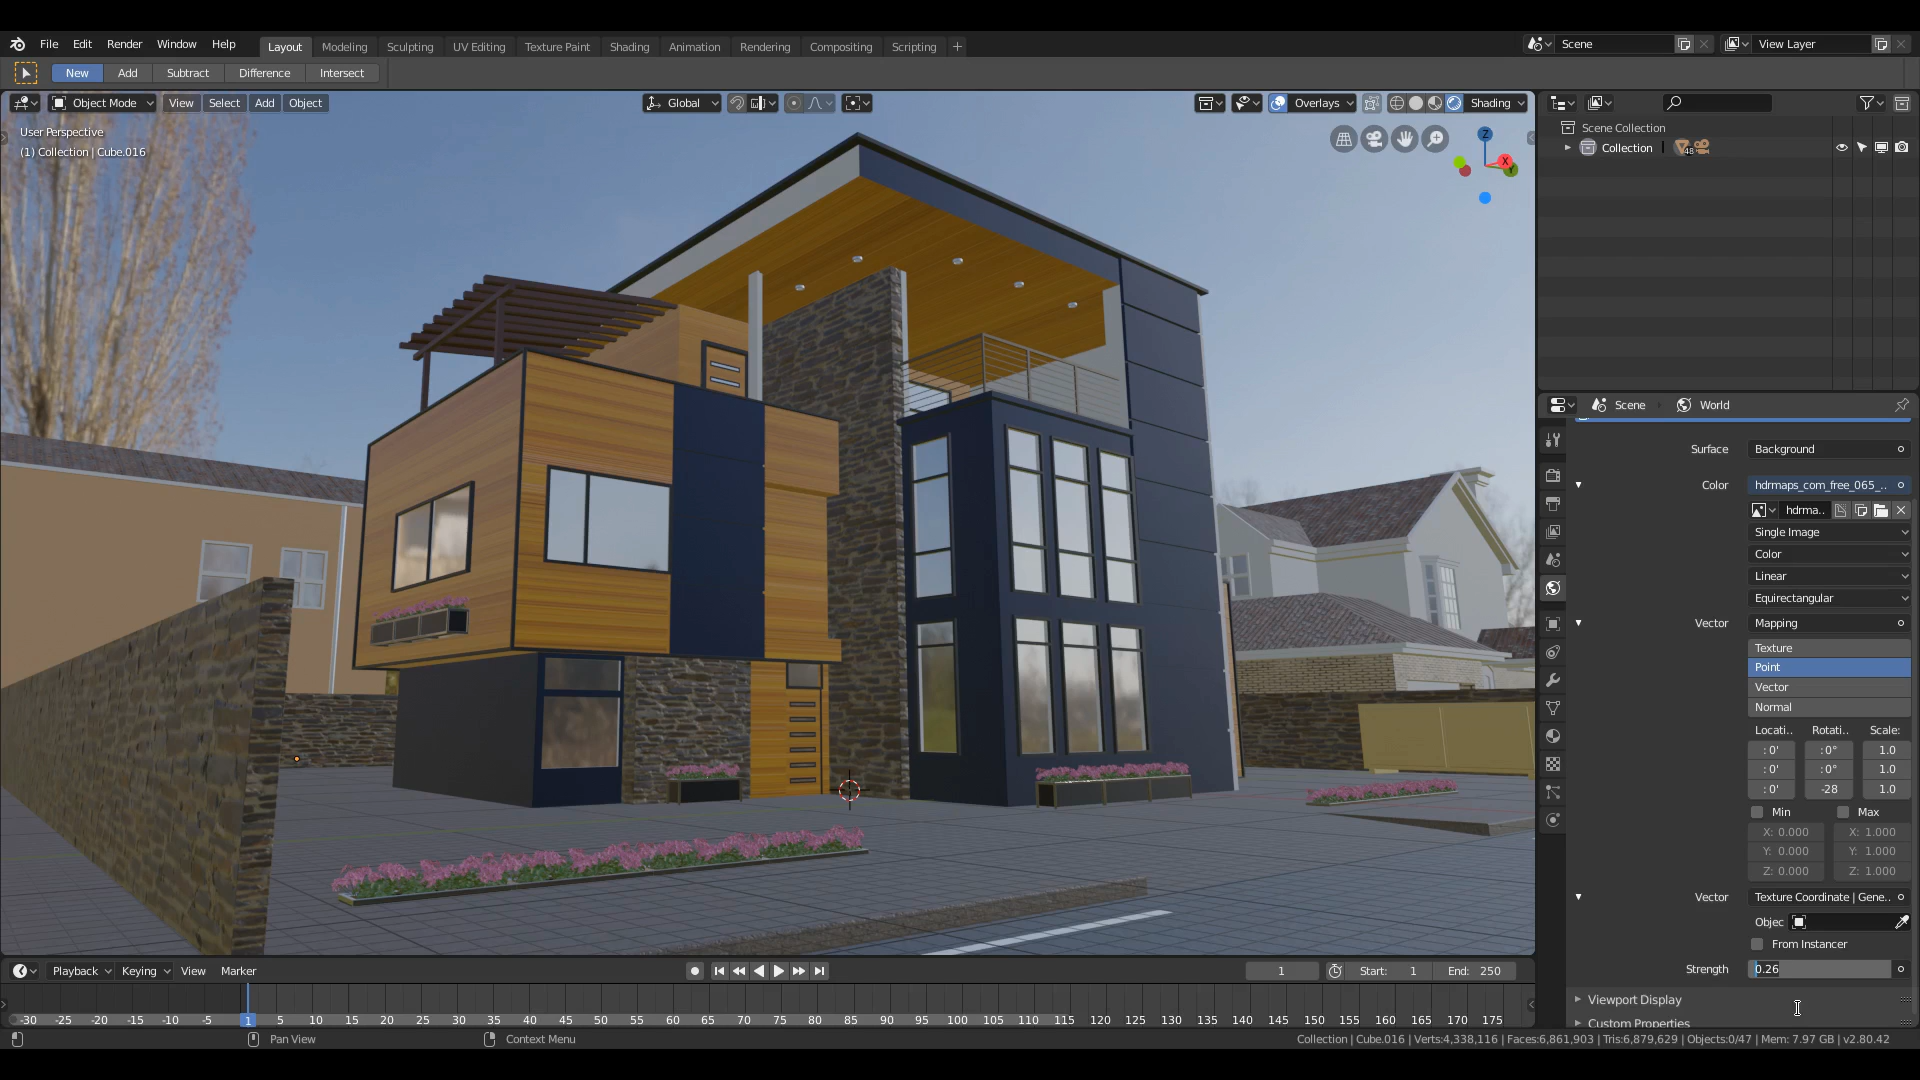 File Edit Render Window Help Layout Modeling Sculpting UV Editing Texture Paint Shading Animation Rendering Compositing Scripting + Scene View Layer
New Add Subtract Difference Intersect
Object Mode View Select Add Object Global Overlays Shading
User Perspective
(1) Collection | Cube.016
Z
X
Y
Scene Collection
Collection 48
Scene World
Surface Background
Color hdrmaps_com_free_065_..
hdrma..
Single Image
Color
Linear
Equirectangular
Vector Mapping
Texture
Point
Vector
Normal
Locati.. Rotati.. Scale:
: 0' : 0° 1.0
: 0' : 0° 1.0
: 0' -28 1.0
Min Max
X: 0.000 X: 1.000
Y: 0.000 Y: 1.000
Z: 0.000 Z: 1.000
Vector Texture Coordinate | Gene..
Objec
From Instancer
Strength 0.26
Viewport Display
Custom Properties
Playback Keying View Marker 1 Start: 1 End: 250
-30 -25 -20 -15 -10 -5 1 5 10 15 20 25 30 35 40 45 50 55 60 65 70 75 80 85 90 95 100 105 110 115 120 125 130 135 140 145 150 155 160 165 170 175
Pan View Context Menu Collection | Cube.016 | Verts:4,338,116 | Faces:6,861,903 | Tris:6,879,629 | Objects:0/47 | Mem: 7.97 GB | v2.80.42